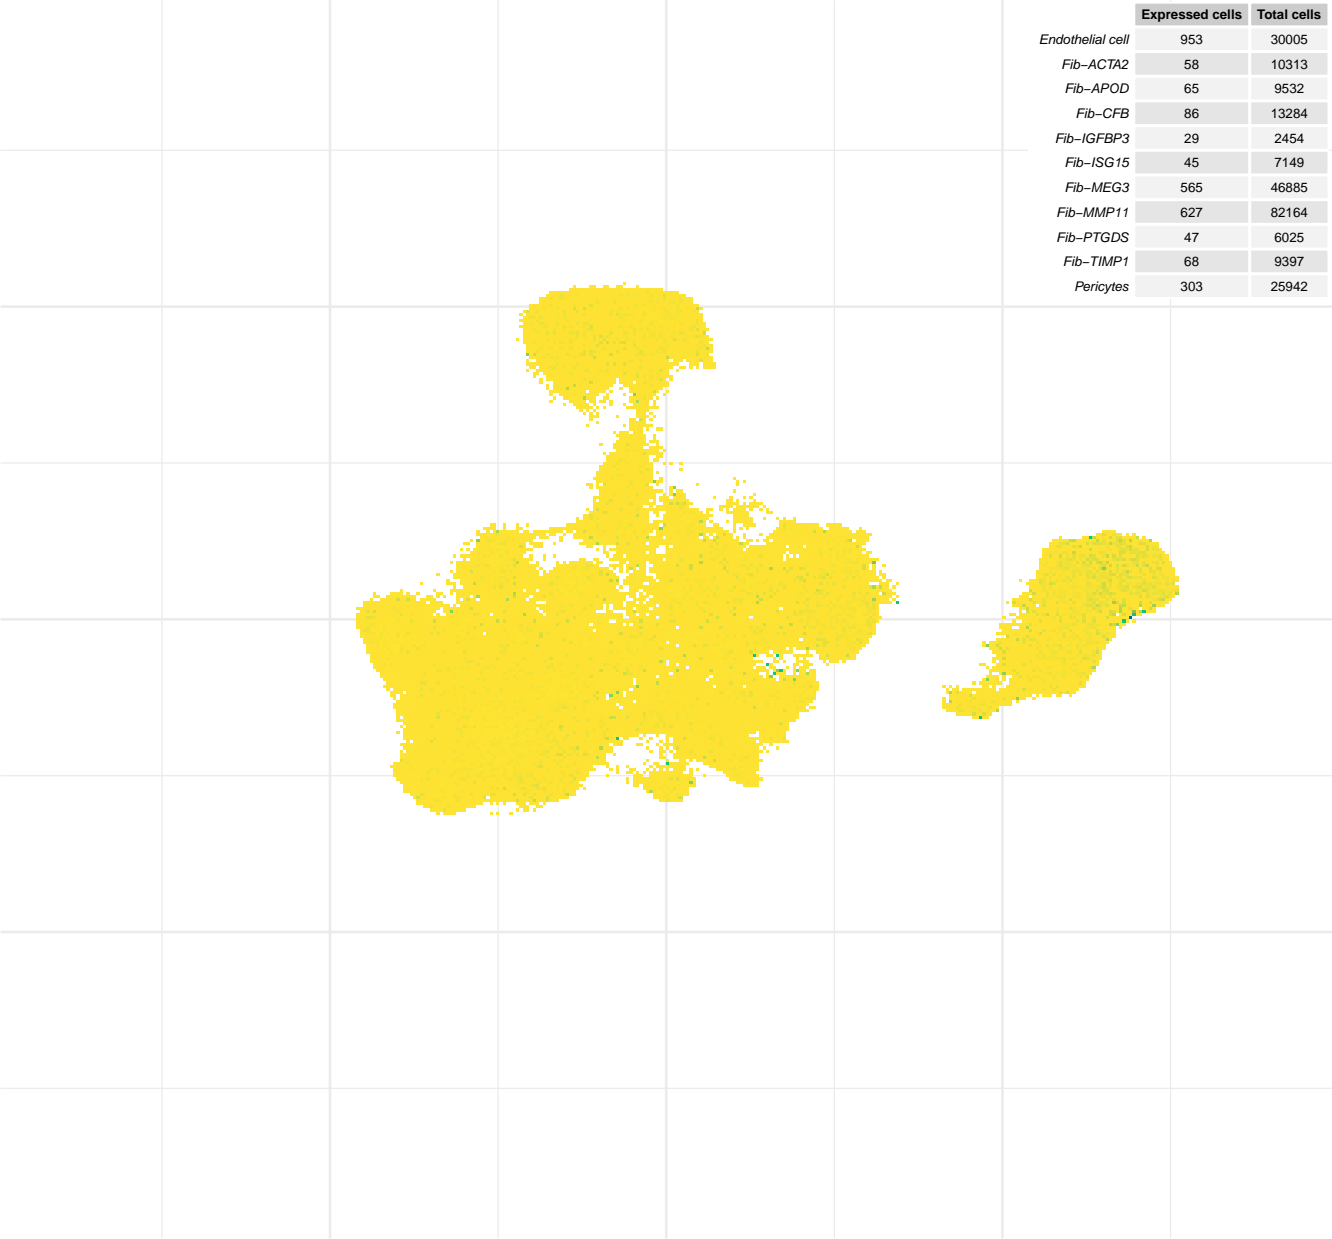 Expressed cells Total cells
Endothelial cell 953 30005
Fib−ACTA2 58 10313
Fib−APOD 65 9532
Fib−CFB 86 13284
Fib−IGFBP3 29 2454
Fib−ISG15 45 7149
Fib−MEG3 565 46885
Fib−MMP11 627 82164
Fib−PTGDS 47 6025
Fib−TIMP1 68 9397
Pericytes 303 25942